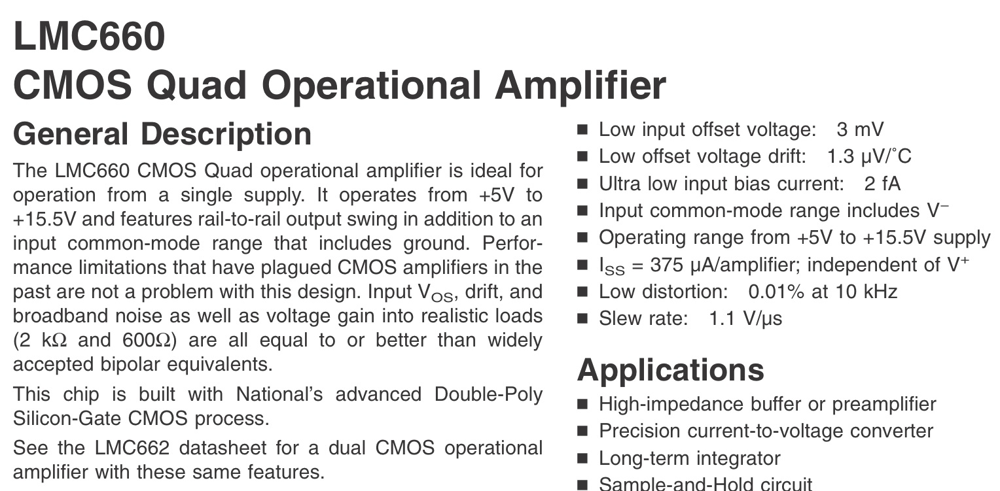 LMC660
CMOS Quad Operational Amplifier
General Description
The LMC660 CMOS Quad operational amplifier is ideal for
operation from a single supply. It operates from +5V to
+15.5V and features rail-to-rail output swing in addition to an
input common-mode range that includes ground. Perfor-
mance limitations that have plagued CMOS amplifiers in the
past are not a problem with this design. Input V_OS, drift, and
broadband noise as well as voltage gain into realistic loads
(2 kΩ and 600Ω) are all equal to or better than widely
accepted bipolar equivalents.
This chip is built with National’s advanced Double-Poly
Silicon-Gate CMOS process.
See the LMC662 datasheet for a dual CMOS operational
amplifier with these same features.
■ Low input offset voltage: 3 mV
■ Low offset voltage drift: 1.3 µV/˚C
■ Ultra low input bias current: 2 fA
■ Input common-mode range includes V⁻
■ Operating range from +5V to +15.5V supply
■ I_SS = 375 µA/amplifier; independent of V⁺
■ Low distortion: 0.01% at 10 kHz
■ Slew rate: 1.1 V/µs
Applications
■ High-impedance buffer or preamplifier
■ Precision current-to-voltage converter
■ Long-term integrator
■ Sample-and-Hold circuit